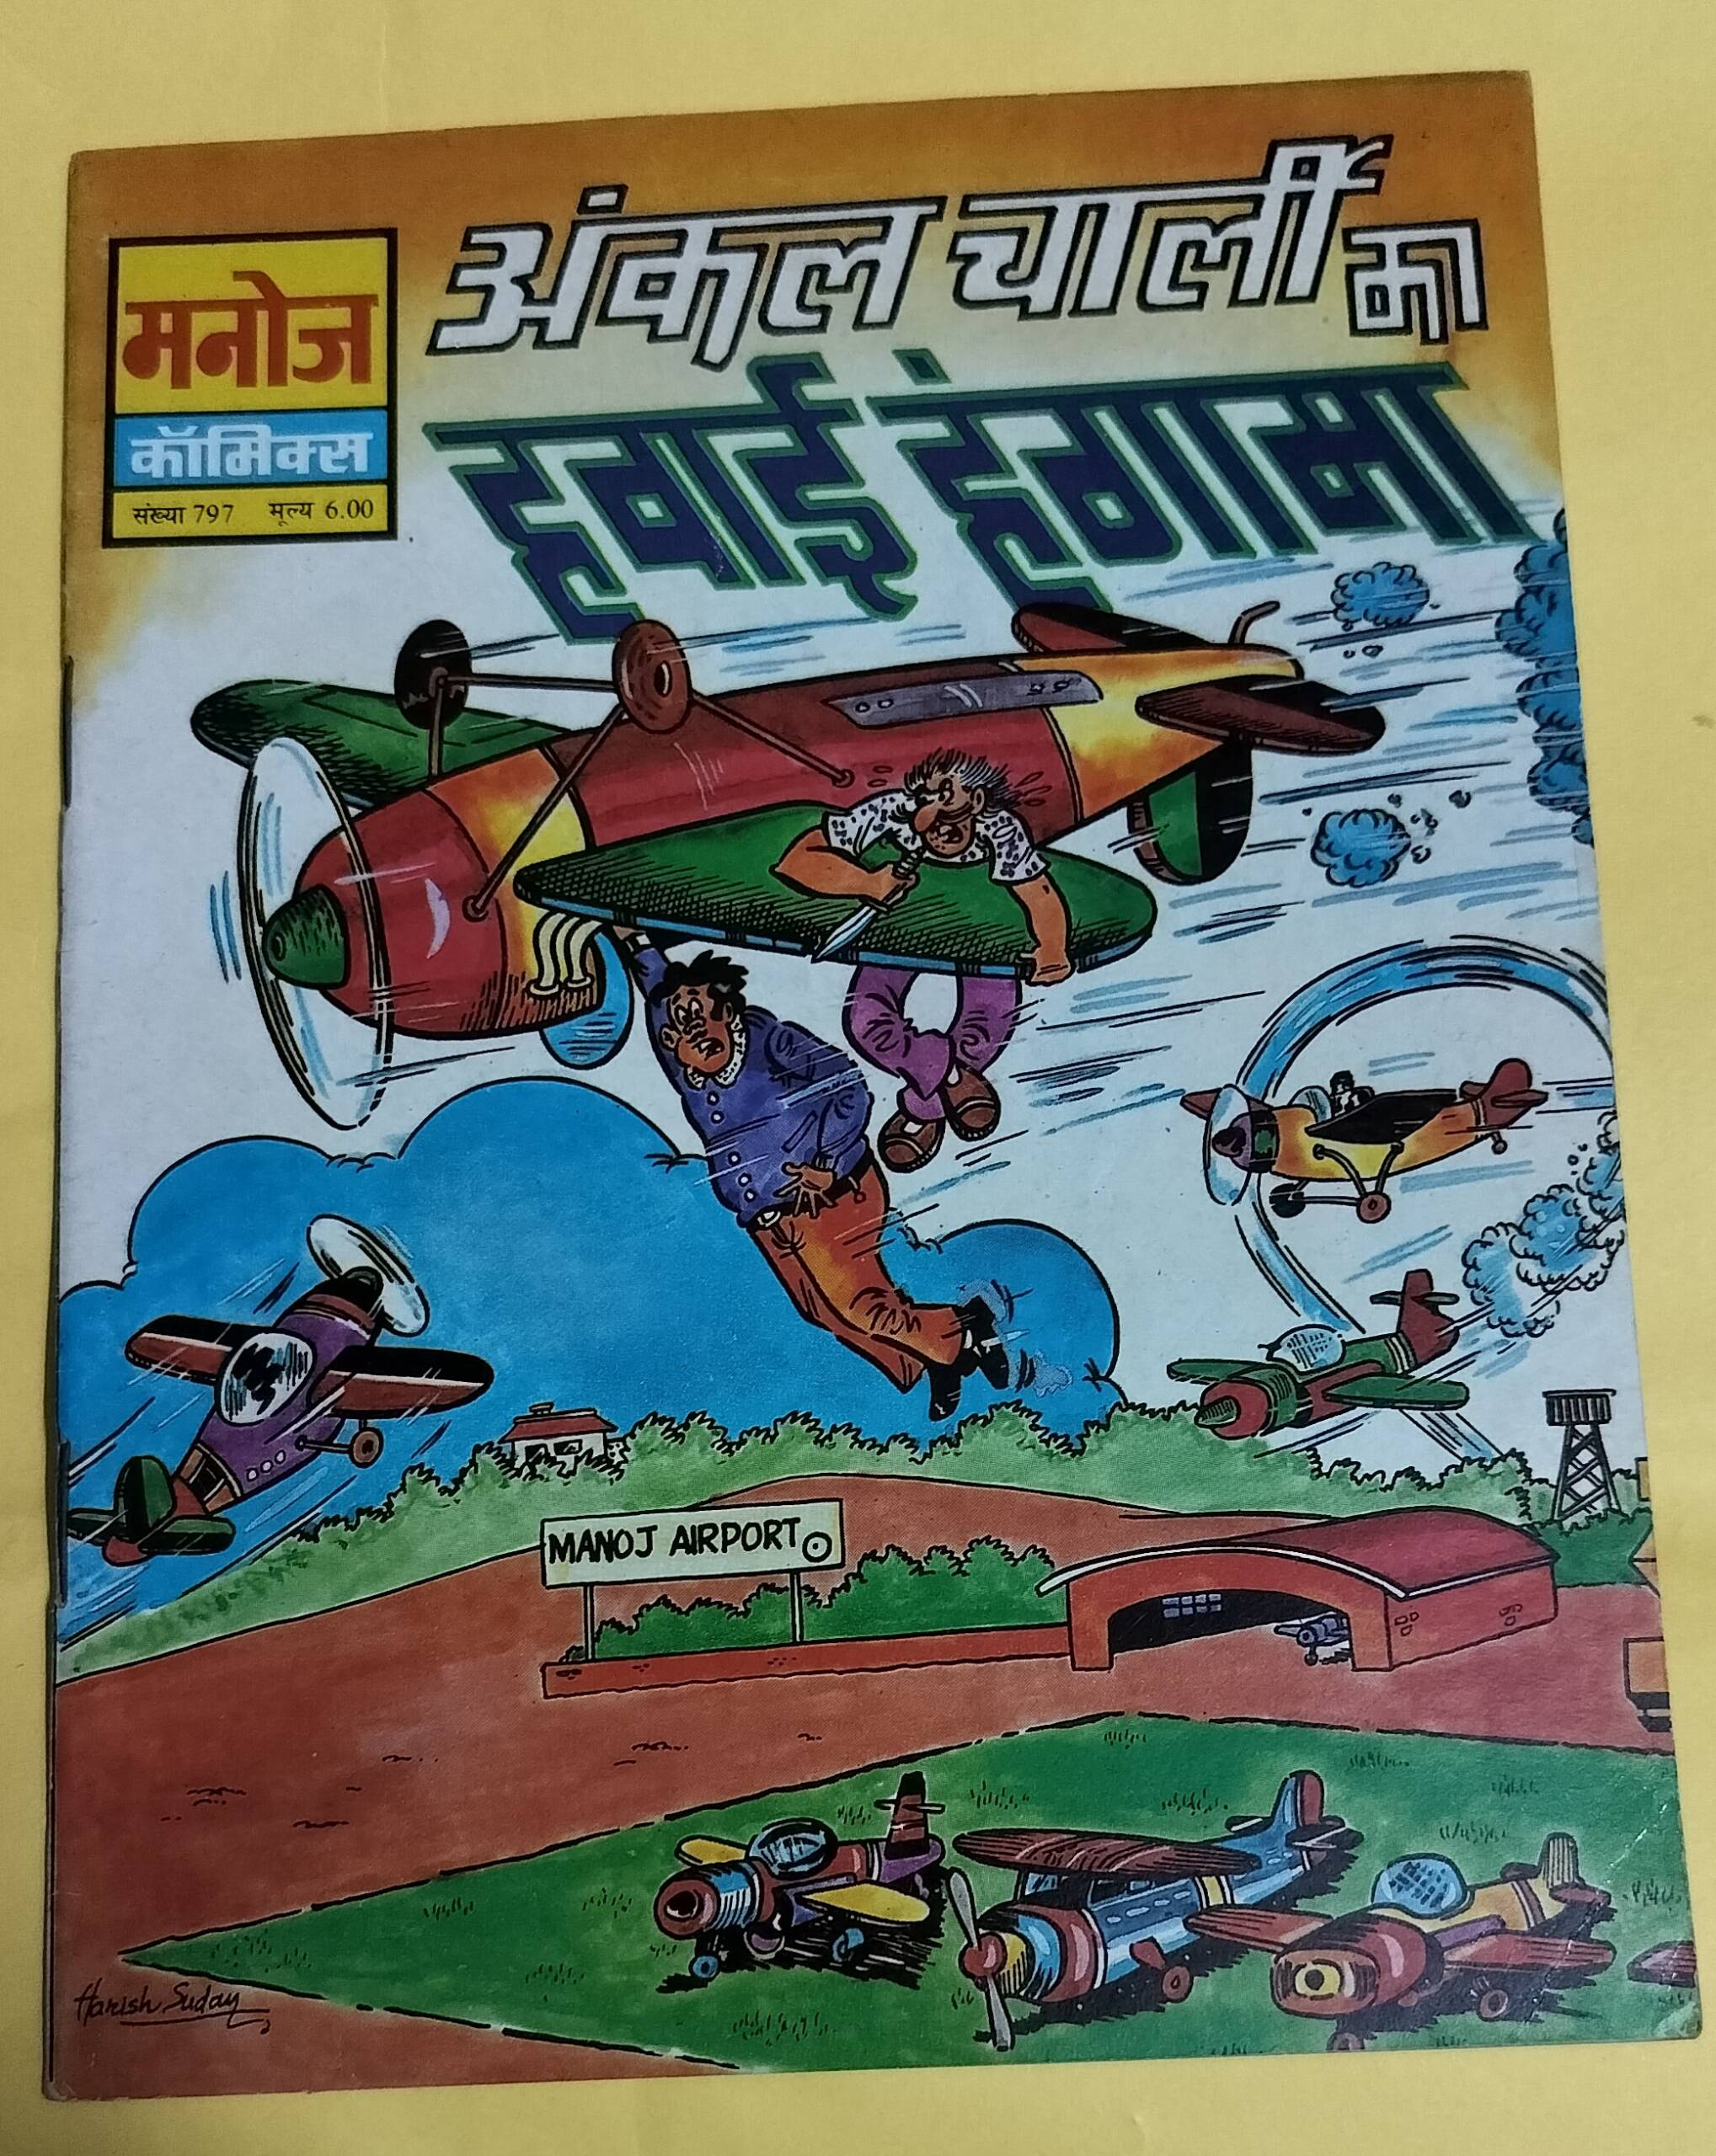 अंकल चार्ली का
हवाई हंगामा
मनोज
कॉमिक्स
संख्या 797 मूल्य 6.00
MANOJ AIRPORT
Harish Suday